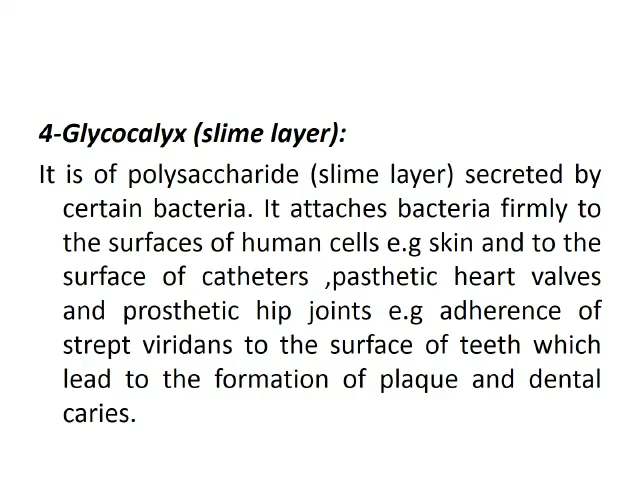 4-Glycocalyx (slime layer):
It is of polysaccharide (slime layer) secreted by
certain bacteria. It attaches bacteria firmly to
the surfaces of human cells e.g skin and to the
surface of catheters ,pasthetic heart valves
and prosthetic hip joints e.g adherence of
strept viridans to the surface of teeth which
lead to the formation of plaque and dental
caries.